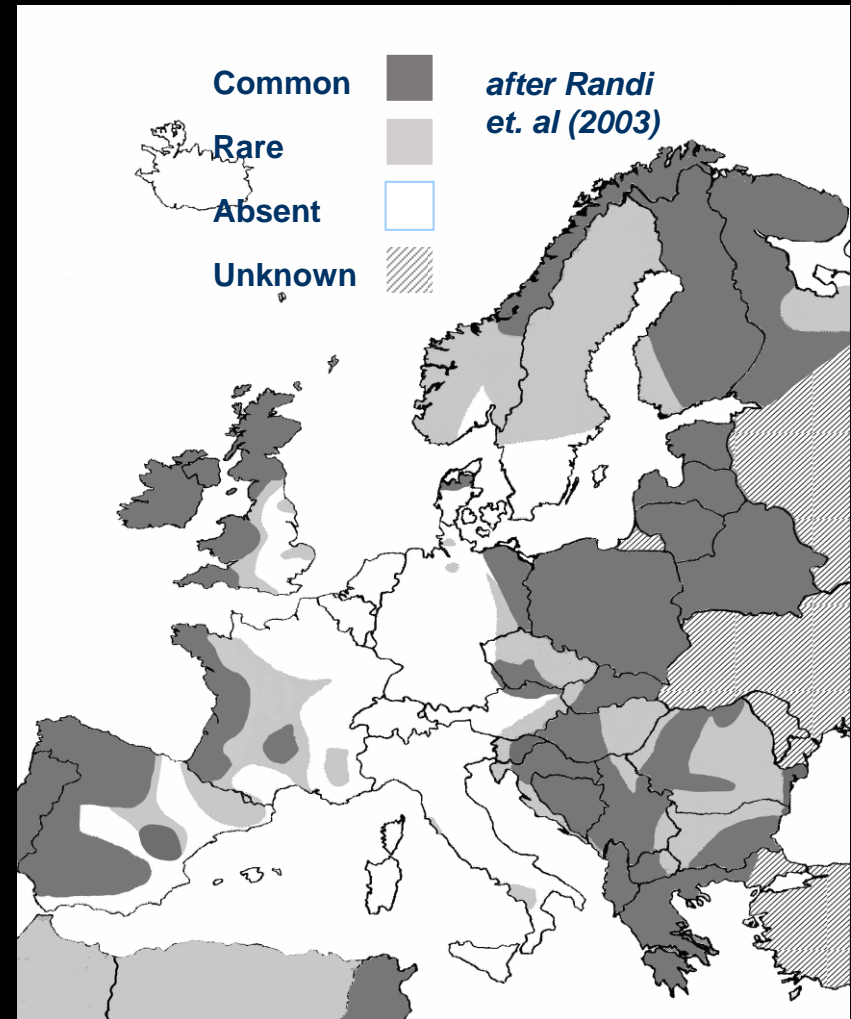 Common
Rare
Absent
Unknown
after Randi
et. al (2003)